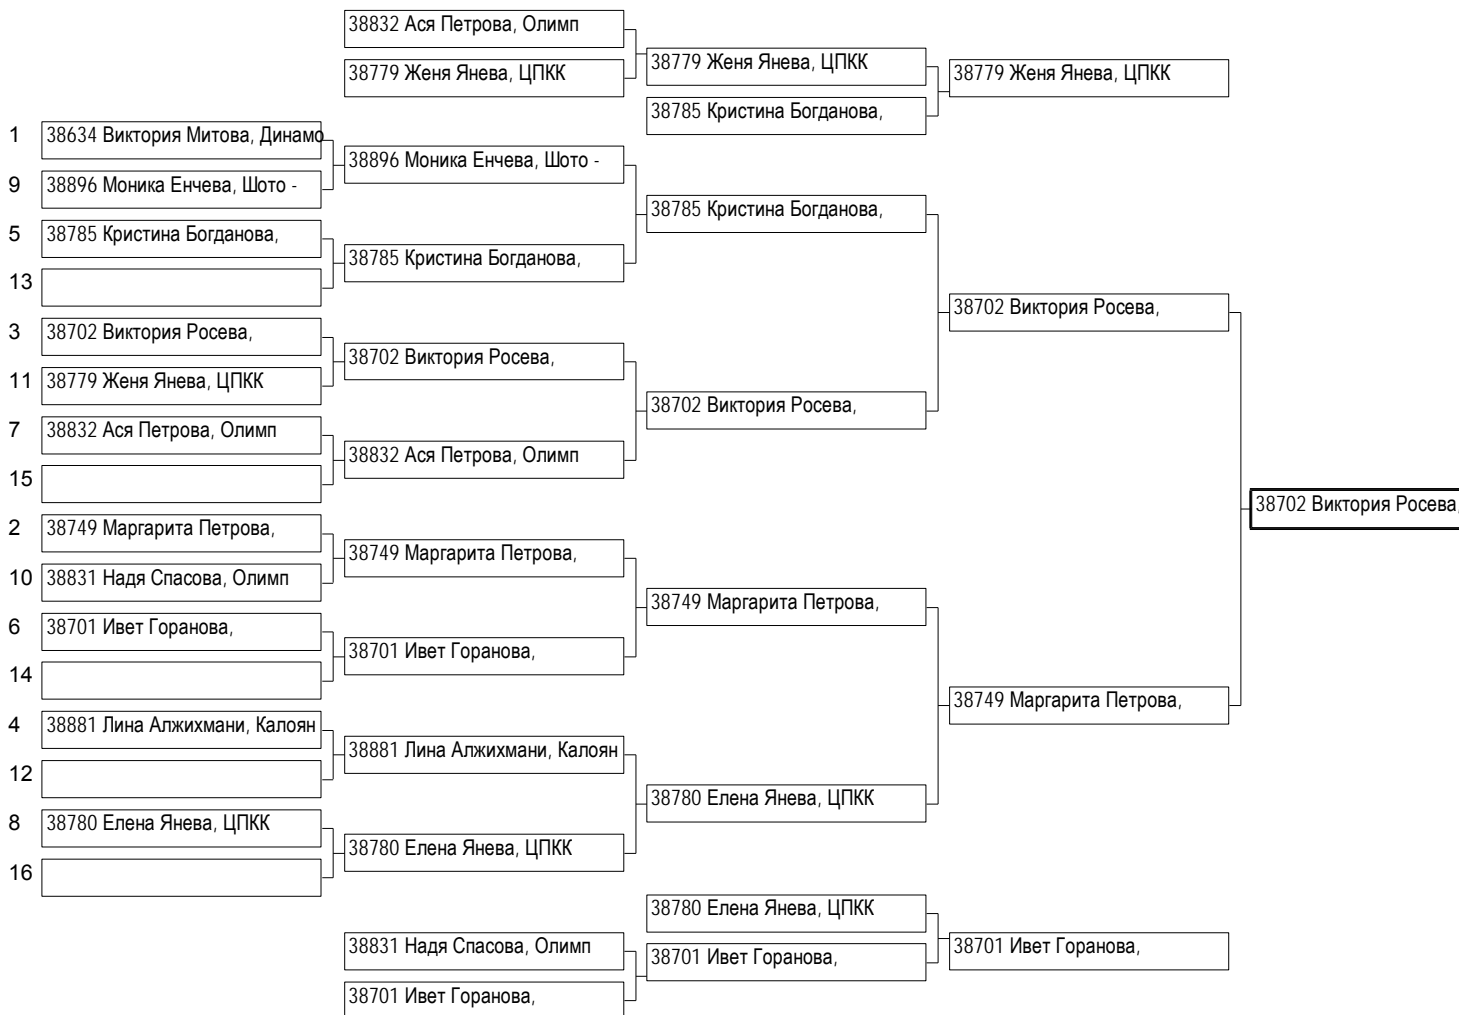 38832 Ася Петрова, Олимп
38779 Женя Янева, ЦПКК
38779 Женя Янева, ЦПКК
38779 Женя Янева, ЦПКК
38785 Кристина Богданова,
1 38634 Виктория Митова, Динамо
38896 Моника Енчева, Шото -
9 38896 Моника Енчева, Шото -
38785 Кристина Богданова,
5 38785 Кристина Богданова,
38785 Кристина Богданова,
13
38702 Виктория Росева,
3 38702 Виктория Росева,
38702 Виктория Росева,
11 38779 Женя Янева, ЦПКК
38702 Виктория Росева,
7 38832 Ася Петрова, Олимп
38832 Ася Петрова, Олимп
15
38702 Виктория Росева,
2 38749 Маргарита Петрова,
38749 Маргарита Петрова,
10 38831 Надя Спасова, Олимп
38749 Маргарита Петрова,
6 38701 Ивет Горанова,
38701 Ивет Горанова,
14
38749 Маргарита Петрова,
4 38881 Лина Алжихмани, Калоян
38881 Лина Алжихмани, Калоян
12
38780 Елена Янева, ЦПКК
8 38780 Елена Янева, ЦПКК
38780 Елена Янева, ЦПКК
16
38780 Елена Янева, ЦПКК
38831 Надя Спасова, Олимп
38701 Ивет Горанова,
38701 Ивет Горанова,
38701 Ивет Горанова,